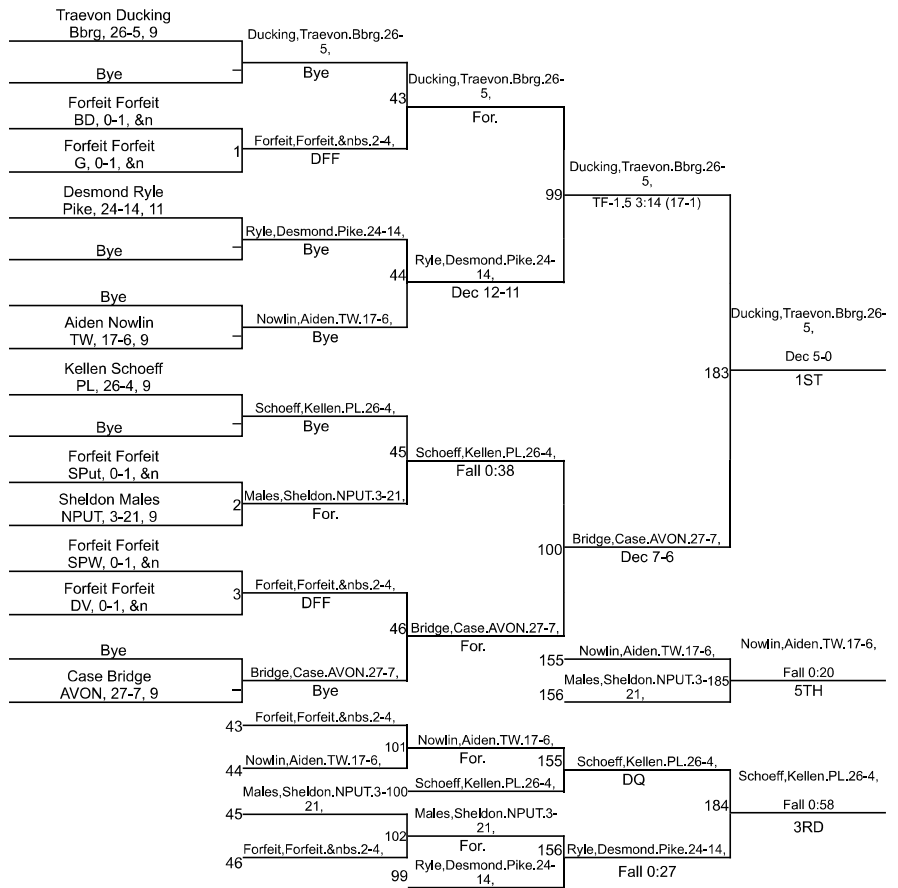 Traevon Ducking
Bbrg, 26-5, 9
Bye
Forfeit Forfeit
BD, 0-1, &n
Forfeit Forfeit
G, 0-1, &n
1
Desmond Ryle
Pike, 24-14, 11
Bye
Bye
Aiden Nowlin
TW, 17-6, 9
Kellen Schoeff
PL, 26-4, 9
Bye
Forfeit Forfeit
SPut, 0-1, &n
Sheldon Males
NPUT, 3-21, 9
2
Forfeit Forfeit
SPW, 0-1, &n
Forfeit Forfeit
DV, 0-1, &n
3
Bye
Case Bridge
AVON, 27-7, 9
Ducking,Traevon.Bbrg.26-
5,
Bye
43
Forfeit,Forfeit.&nbs.2-4,
DFF
Ryle,Desmond.Pike.24-14,
Bye
44
Nowlin,Aiden.TW.17-6,
Bye
Schoeff,Kellen.PL.26-4,
Bye
45
Males,Sheldon.NPUT.3-21,
For.
Forfeit,Forfeit.&nbs.2-4,
DFF
46
Bridge,Case.AVON.27-7,
Bye
Ducking,Traevon.Bbrg.26-
5,
For.
99
Ryle,Desmond.Pike.24-
14,
Dec 12-11
Schoeff,Kellen.PL.26-4,
Fall 0:38
100
Bridge,Case.AVON.27-7,
For.
Ducking,Traevon.Bbrg.26-
5,
TF-1.5 3:14 (17-1)
183
Bridge,Case.AVON.27-7,
Dec 7-6
Ducking,Traevon.Bbrg.26-
5,
Dec 5-0
1ST
155
Nowlin,Aiden.TW.17-6,
156
Males,Sheldon.NPUT.3-
21,
185
Nowlin,Aiden.TW.17-6,
Fall 0:20
5TH
43
Forfeit,Forfeit.&nbs.2-4,
44
Nowlin,Aiden.TW.17-6,
101
Nowlin,Aiden.TW.17-6,
For.
100
Schoeff,Kellen.PL.26-4,
155
Schoeff,Kellen.PL.26-4,
DQ
45
Males,Sheldon.NPUT.3-
21,
46
Forfeit,Forfeit.&nbs.2-4,
102
Males,Sheldon.NPUT.3-
21,
For.
99
Ryle,Desmond.Pike.24-
14,
156
Ryle,Desmond.Pike.24-14,
Fall 0:27
184
Schoeff,Kellen.PL.26-4,
Fall 0:58
3RD